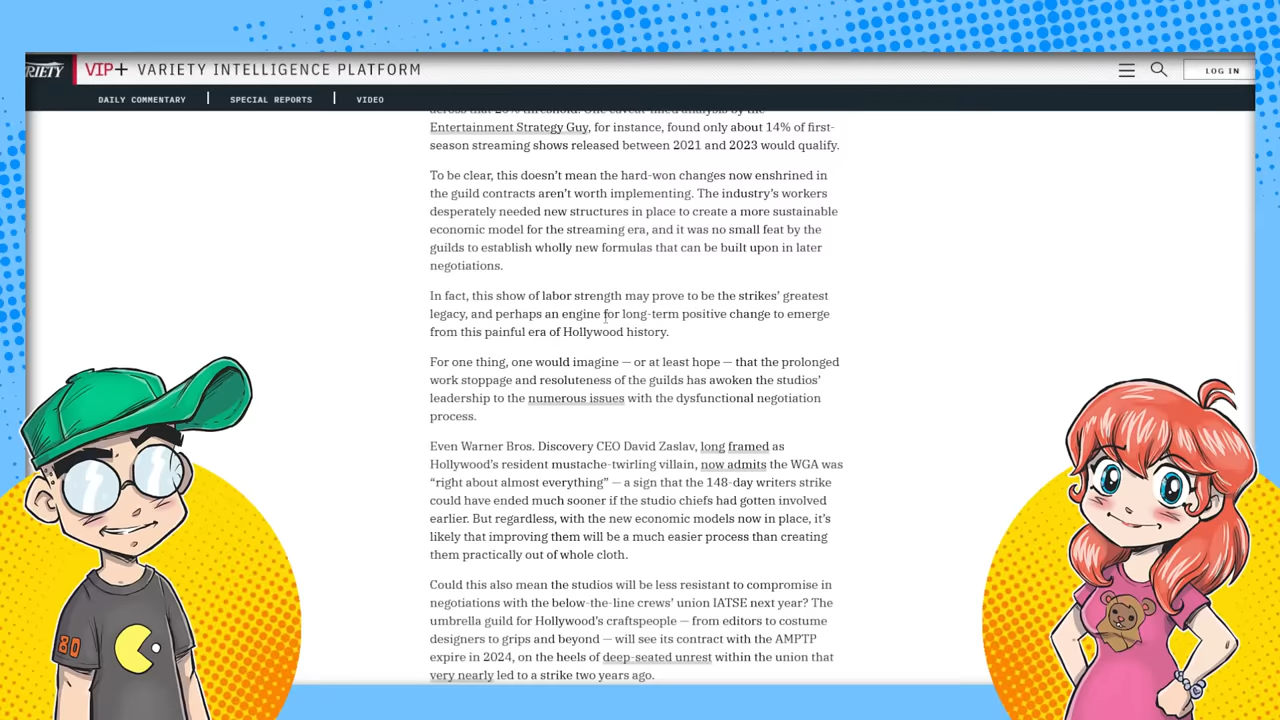 RIETY VIP+ VARIETY INTELLIGENCE PLATFORM LOG IN
DAILY COMMENTARY | SPECIAL REPORTS | VIDEO
across that 20% threshold. One caveat-filled analysis by the
Entertainment Strategy Guy, for instance, found only about 14% of first-
season streaming shows released between 2021 and 2023 would qualify.
To be clear, this doesn't mean the hard-won changes now enshrined in
the guild contracts aren't worth implementing. The industry's workers
desperately needed new structures in place to create a more sustainable
economic model for the streaming era, and it was no small feat by the
guilds to establish wholly new formulas that can be built upon in later
negotiations.
In fact, this show of labor strength may prove to be the strikes' greatest
legacy, and perhaps an engine for long-term positive change to emerge
from this painful era of Hollywood history.
For one thing, one would imagine — or at least hope — that the prolonged
work stoppage and resoluteness of the guilds has awoken the studios'
leadership to the numerous issues with the dysfunctional negotiation
process.
Even Warner Bros. Discovery CEO David Zaslav, long framed as
Hollywood's resident mustache-twirling villain, now admits the WGA was
"right about almost everything" — a sign that the 148-day writers strike
could have ended much sooner if the studio chiefs had gotten involved
earlier. But regardless, with the new economic models now in place, it's
likely that improving them will be a much easier process than creating
them practically out of whole cloth.
Could this also mean the studios will be less resistant to compromise in
negotiations with the below-the-line crews' union IATSE next year? The
umbrella guild for Hollywood's craftspeople — from editors to costume
designers to grips and beyond — will see its contract with the AMPTP
expire in 2024, on the heels of deep-seated unrest within the union that
very nearly led to a strike two years ago.
80